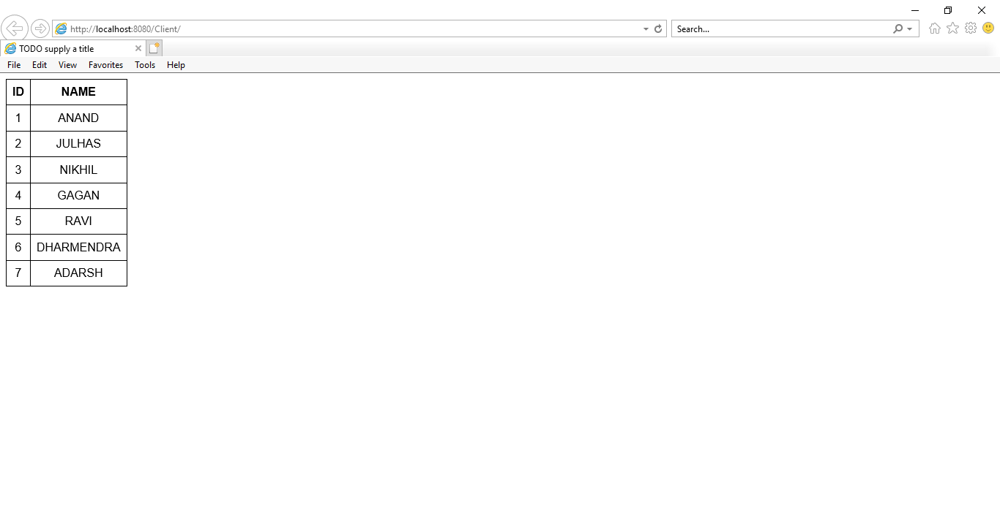 http://localhost:8080/Client/
Search...
TODO supply a title
File Edit View Favorites Tools Help
ID NAME
1 ANAND
2 JULHAS
3 NIKHIL
4 GAGAN
5 RAVI
6 DHARMENDRA
7 ADARSH